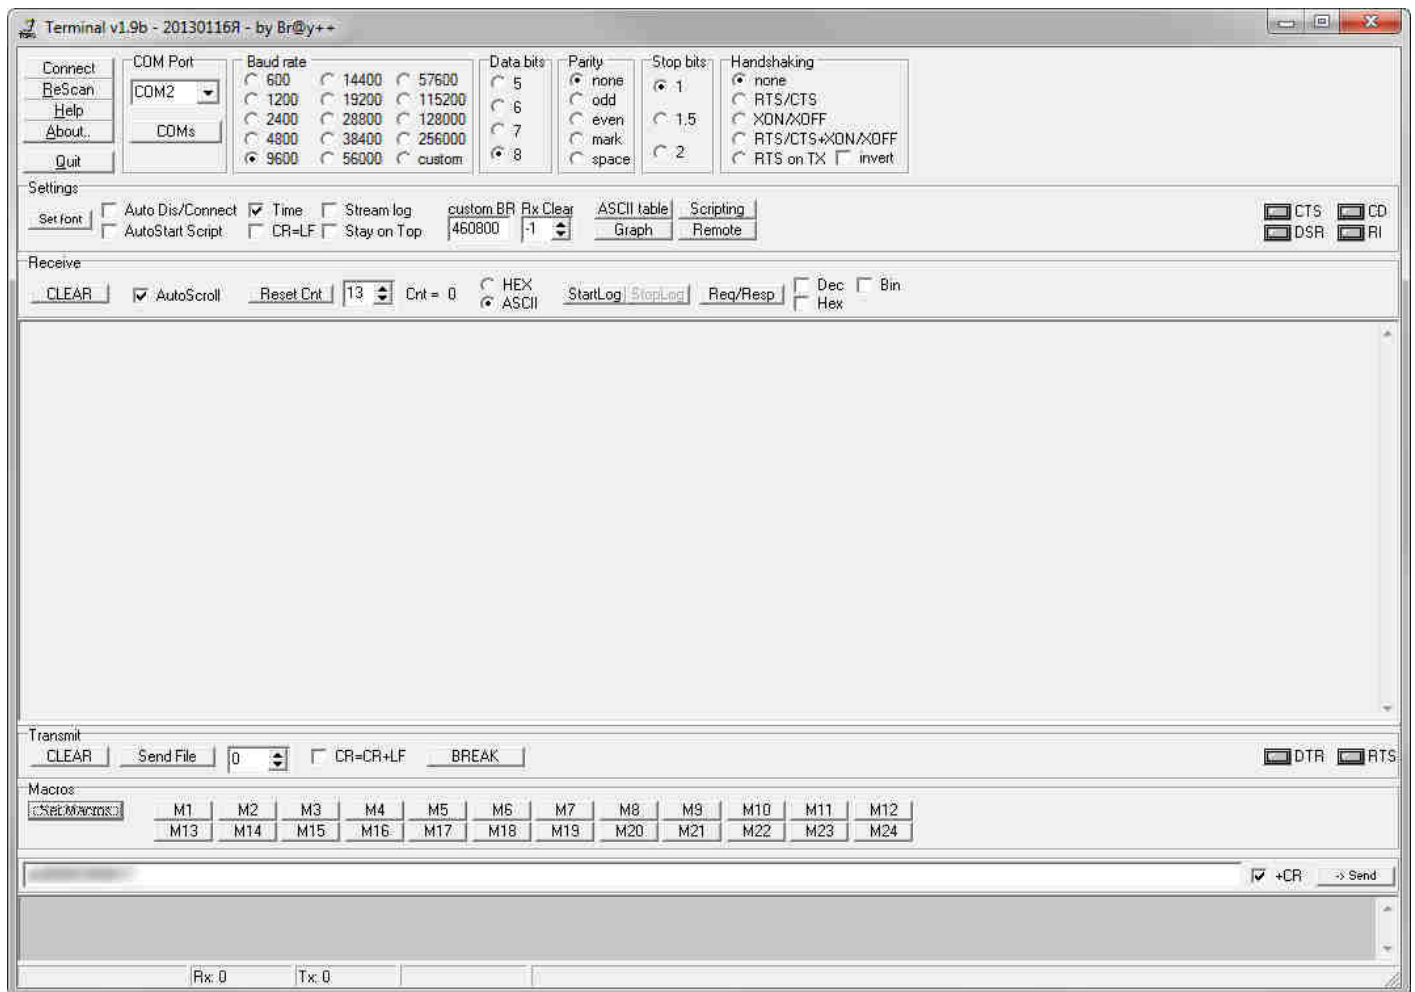 Terminal v1.9b - 20130116Я - by Br@y++
Connect
ReScan
Help
About..
Quit
COM Port
COM2
COMs
Baud rate
600 14400 57600
1200 19200 115200
2400 28800 128000
4800 38400 256000
9600 56000 custom
Data bits
5
6
7
8
Parity
none
odd
even
mark
space
Stop bits
1
1.5
2
Handshaking
none
RTS/CTS
XON/XOFF
RTS/CTS+XON/XOFF
RTS on TX invert
Settings
Set font
Auto Dis/Connect Time Stream log
AutoStart Script CR=LF Stay on Top
custom BR Rx Clear
460800 -1
ASCII table Scripting
Graph Remote
CTS CD
DSR RI
Receive
CLEAR AutoScroll Reset Cnt 13 Cnt = 0
HEX
ASCII
StartLog StopLog Req/Resp
Dec Bin
Hex
Transmit
CLEAR Send File 0 CR=CR+LF BREAK DTR RTS
Macros
Set Macros
M1 M2 M3 M4 M5 M6 M7 M8 M9 M10 M11 M12
M13 M14 M15 M16 M17 M18 M19 M20 M21 M22 M23 M24
+CR -> Send
Rx: 0 Tx: 0